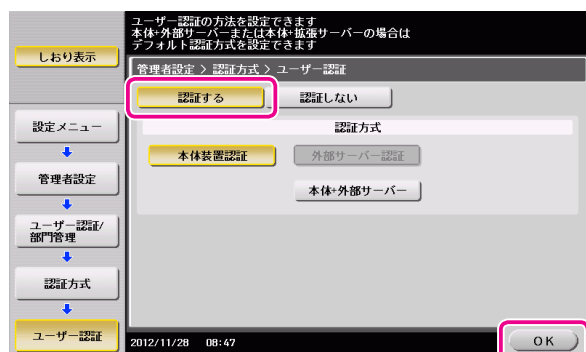 ユーザー認証の方法を設定できます
本体+外部サーバーまたは本体+拡張サーバーの場合は
デフォルト認証方式を設定できます
しおり表示
管理者設定 > 認証方式 > ユーザー認証
認証する
認証しない
認証方式
本体装置認証
外部サーバー認証
本体+外部サーバー
設定メニュー
管理者設定
ユーザー認証/
部門管理
認証方式
ユーザー認証
2012/11/28 08:47
OK